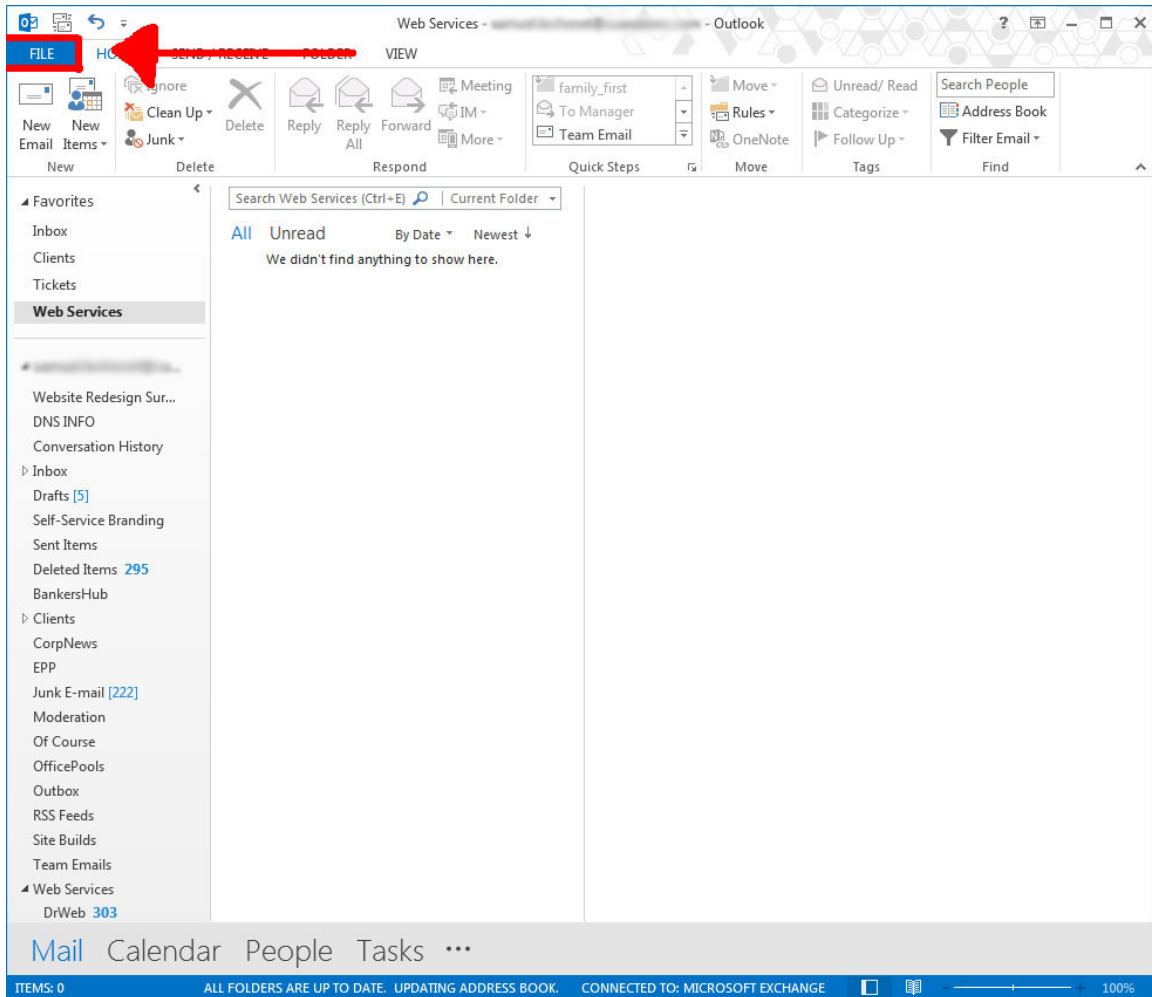 Web Services - - Outlook
FILE SEND / RECEIVE FOLDER VIEW
New Email
New Items
Ignore
Clean Up
Junk
Delete
Reply
Reply All
Forward
Meeting
IM
More
family_first
To Manager
Team Email
Move
Rules
OneNote
Unread/ Read
Categorize
Follow Up
Search People
Address Book
Filter Email
New Delete Respond Quick Steps Move Tags Find
Favorites
Inbox
Clients
Tickets
Web Services
Search Web Services (Ctrl+E) Current Folder
All Unread By Date Newest
We didn't find anything to show here.
Website Redesign Sur...
DNS INFO
Conversation History
Inbox
Drafts [5]
Self-Service Branding
Sent Items
Deleted Items 295
BankersHub
Clients
CorpNews
EPP
Junk E-mail [222]
Moderation
Of Course
OfficePools
Outbox
RSS Feeds
Site Builds
Team Emails
Web Services
DrWeb 303
Mail Calendar People Tasks ...
ITEMS: 0 ALL FOLDERS ARE UP TO DATE. UPDATING ADDRESS BOOK. CONNECTED TO: MICROSOFT EXCHANGE 100%